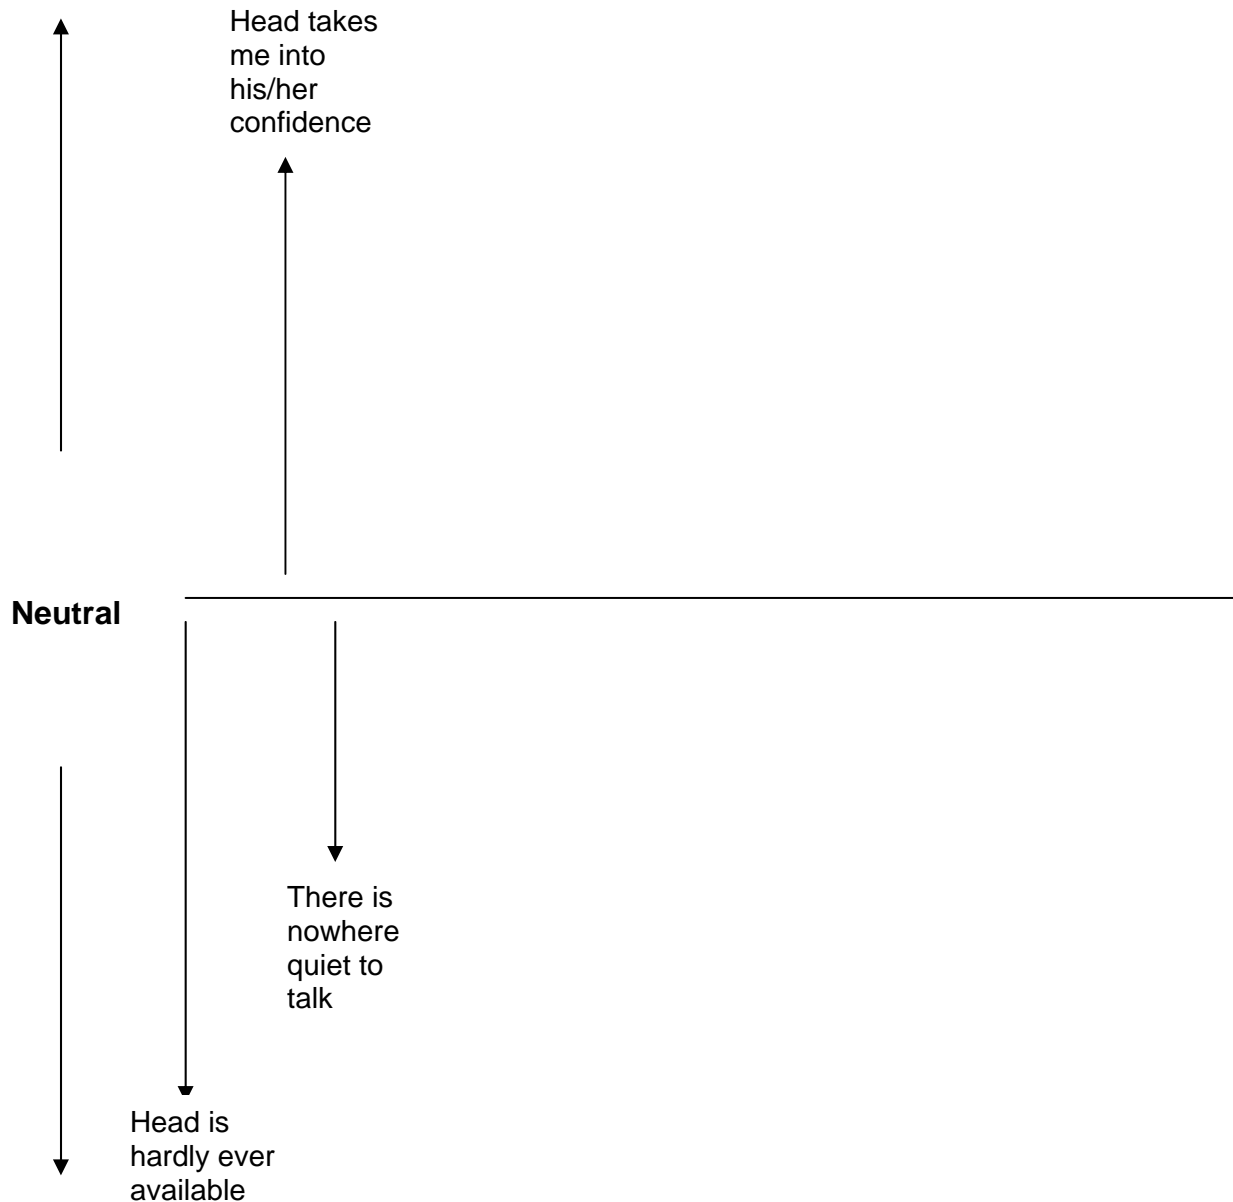 Head takes
me into
his/her
confidence
Neutral
There is
nowhere
quiet to
talk
Head is
hardly ever
available